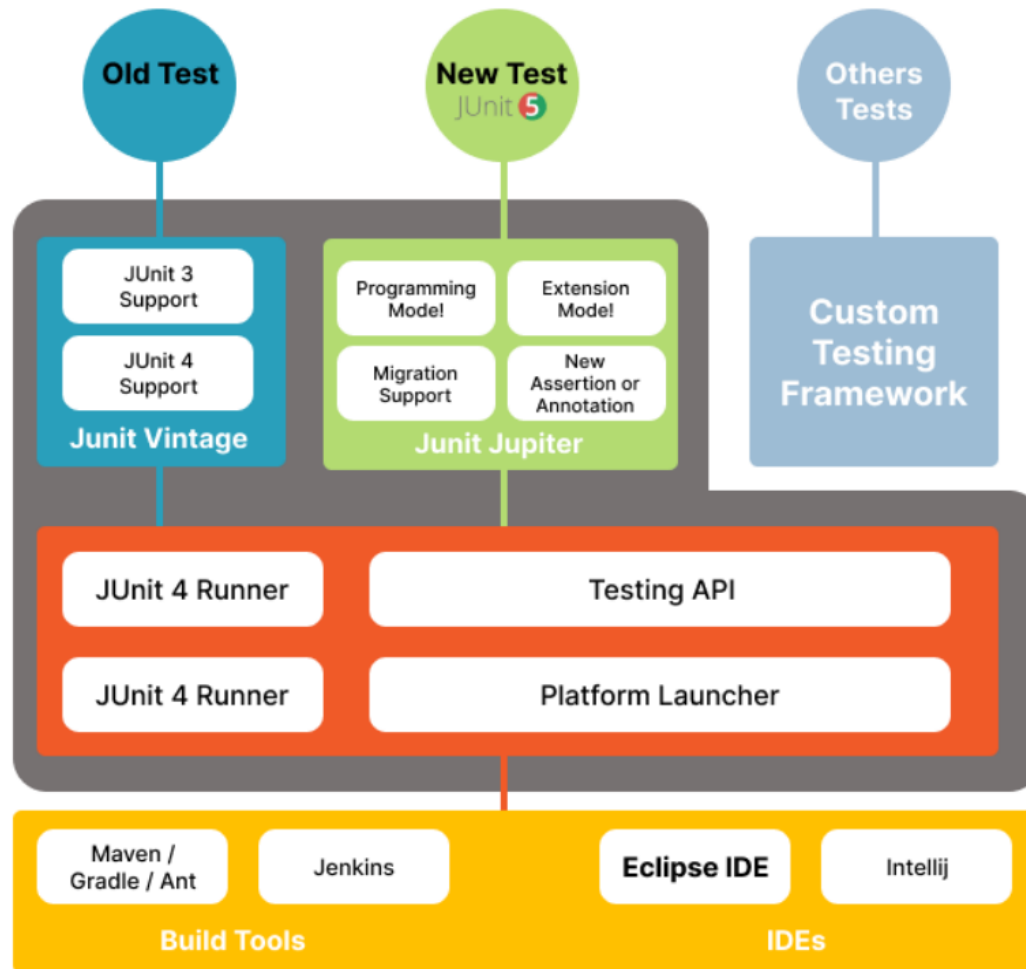 Old Test
New Test
JUnit 5
Others
Tests
JUnit 3
Support
JUnit 4
Support
Junit Vintage
Programming
Mode!
Extension
Mode!
Migration
Support
New
Assertion or
Annotation
Junit Jupiter
Custom
Testing
Framework
JUnit 4 Runner
Testing API
JUnit 4 Runner
Platform Launcher
Maven /
Gradle / Ant
Jenkins
Eclipse IDE
Intellij
Build Tools
IDEs